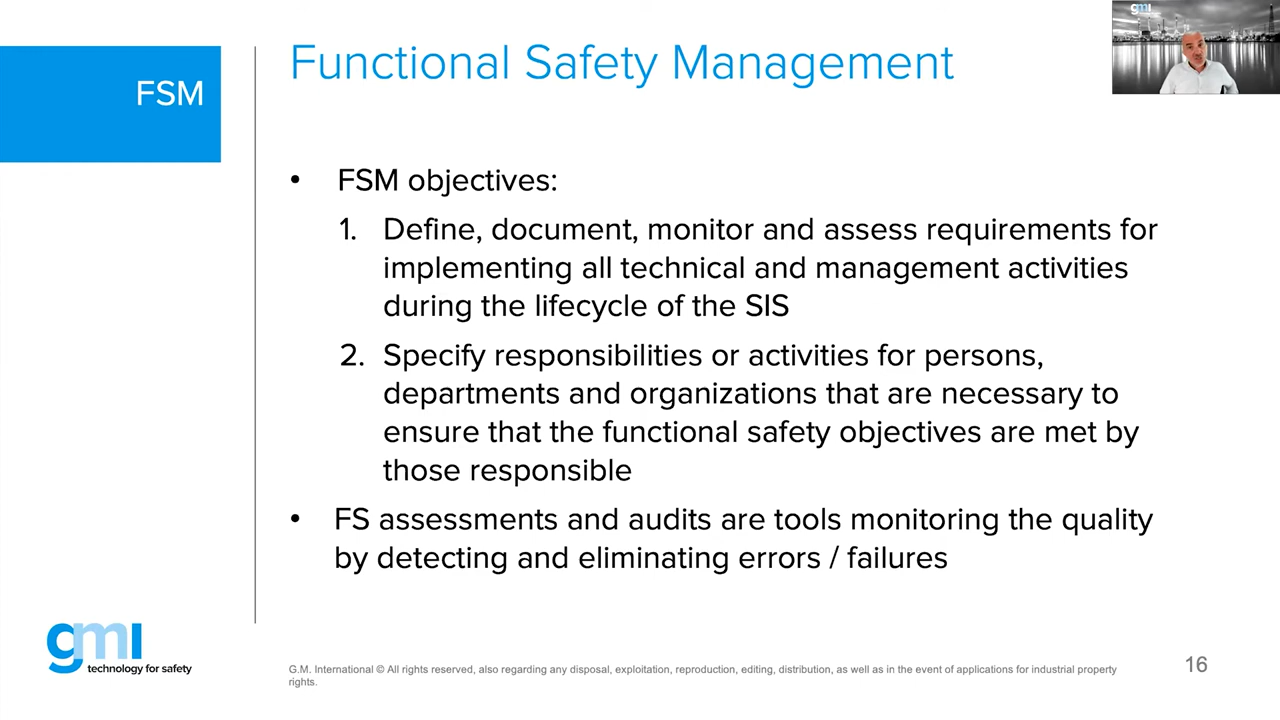 gmi
FSM
Functional Safety Management
• FSM objectives:
1. Define, document, monitor and assess requirements for
implementing all technical and management activities
during the lifecycle of the SIS
2. Specify responsibilities or activities for persons,
departments and organizations that are necessary to
ensure that the functional safety objectives are met by
those responsible
• FS assessments and audits are tools monitoring the quality
by detecting and eliminating errors / failures
gmi
technology for safety
G.M. International © All rights reserved, also regarding any disposal, exploitation, reproduction, editing, distribution, as well as in the event of applications for industrial property
rights.
16